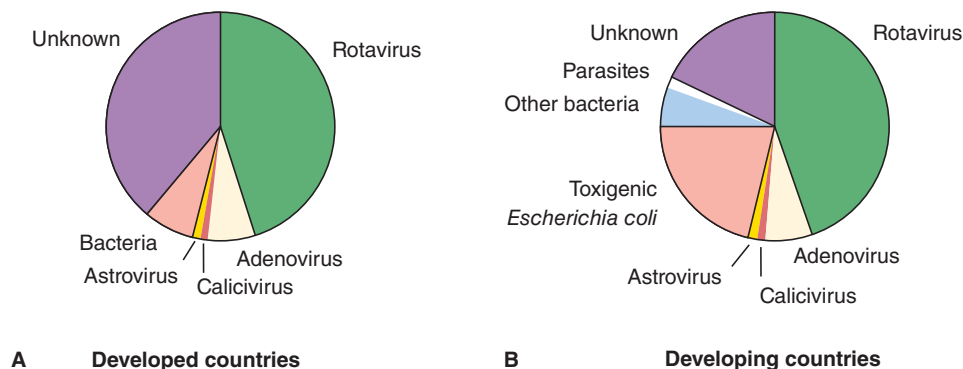 Unknown
Rotavirus
Bacteria
Astrovirus
Calicivirus
Adenovirus
A Developed countries
Unknown
Parasites
Other bacteria
Rotavirus
Toxigenic
Escherichia coli
Astrovirus
Calicivirus
Adenovirus
B Developing countries